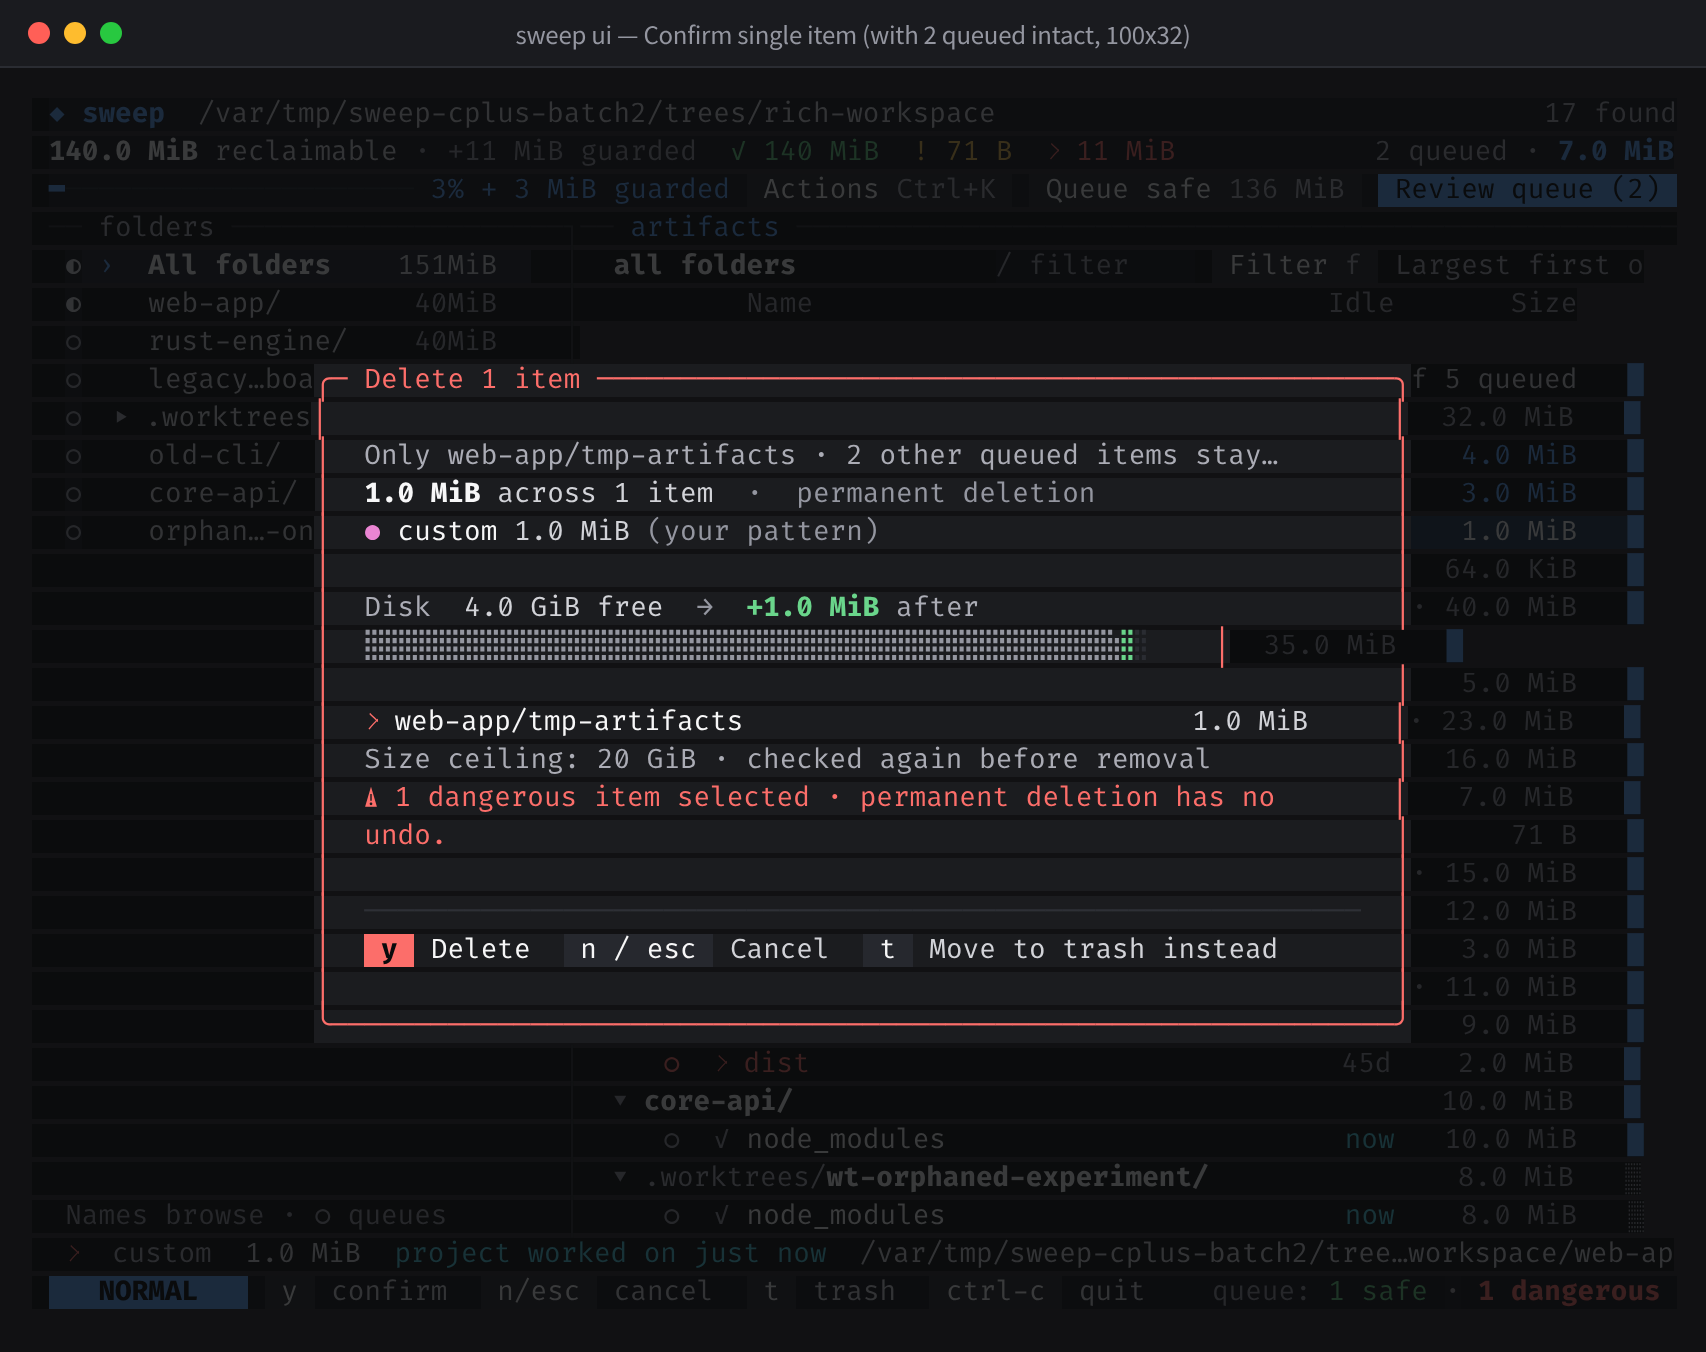 sweep ui — Confirm single item (with 2 queued intact, 100x32)
◆ sweep /var/tmp/sweep-cplus-batch2/trees/rich-workspace 17 found
140.0 MiB reclaimable · +11 MiB guarded √ 140 MiB ! 71 B > 11 MiB 2 queued · 7.0 MiB
3% + 3 MiB guarded Actions Ctrl+K Queue safe 136 MiB Review queue (2)
folders artifacts
◐ › All folders 151MiB all folders / filter Filter f Largest first o
◐ web-app/ 40MiB Name Idle Size
○ rust-engine/ 40MiB
○ legacy…boa Delete 1 item f 5 queued
○ ▸ .worktrees 32.0 MiB
○ old-cli/ Only web-app/tmp-artifacts · 2 other queued items stay… 4.0 MiB
○ core-api/ 1.0 MiB across 1 item · permanent deletion 3.0 MiB
○ orphan…-on ● custom 1.0 MiB (your pattern) 1.0 MiB
64.0 KiB
Disk 4.0 GiB free → +1.0 MiB after · 40.0 MiB
35.0 MiB
5.0 MiB
> web-app/tmp-artifacts 1.0 MiB · 23.0 MiB
Size ceiling: 20 GiB · checked again before removal 16.0 MiB
⚠ 1 dangerous item selected · permanent deletion has no 7.0 MiB
undo. 71 B
· 15.0 MiB
12.0 MiB
y Delete n / esc Cancel t Move to trash instead 3.0 MiB
· 11.0 MiB
9.0 MiB
○ > dist 45d 2.0 MiB
▾ core-api/ 10.0 MiB
○ √ node_modules now 10.0 MiB
▾ .worktrees/wt-orphaned-experiment/ 8.0 MiB
Names browse · ○ queues ○ √ node_modules now 8.0 MiB
> custom 1.0 MiB project worked on just now /var/tmp/sweep-cplus-batch2/tree…workspace/web-ap
NORMAL y confirm n/esc cancel t trash ctrl-c quit queue: 1 safe · 1 dangerous